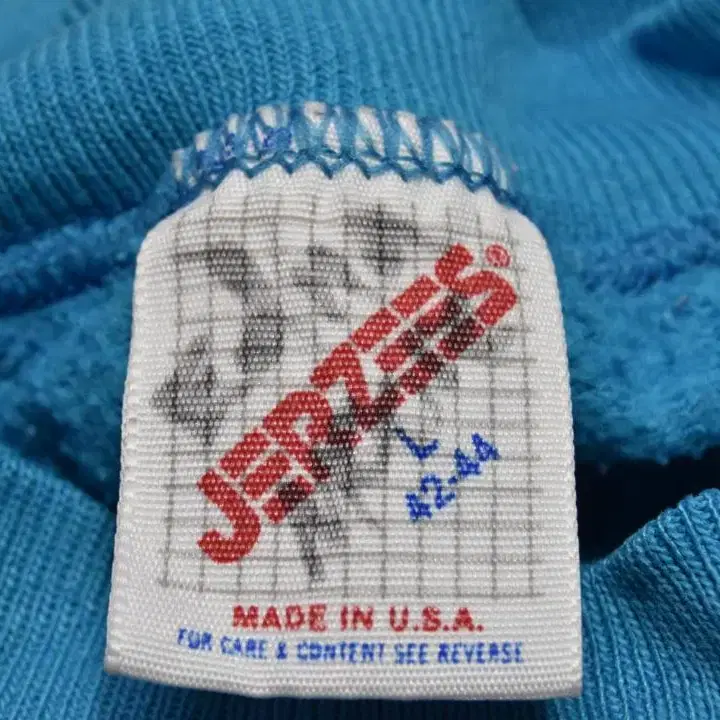 JERZEES®
L
42-44
MADE IN U.S.A.
FOR CARE & CONTENT SEE REVERSE